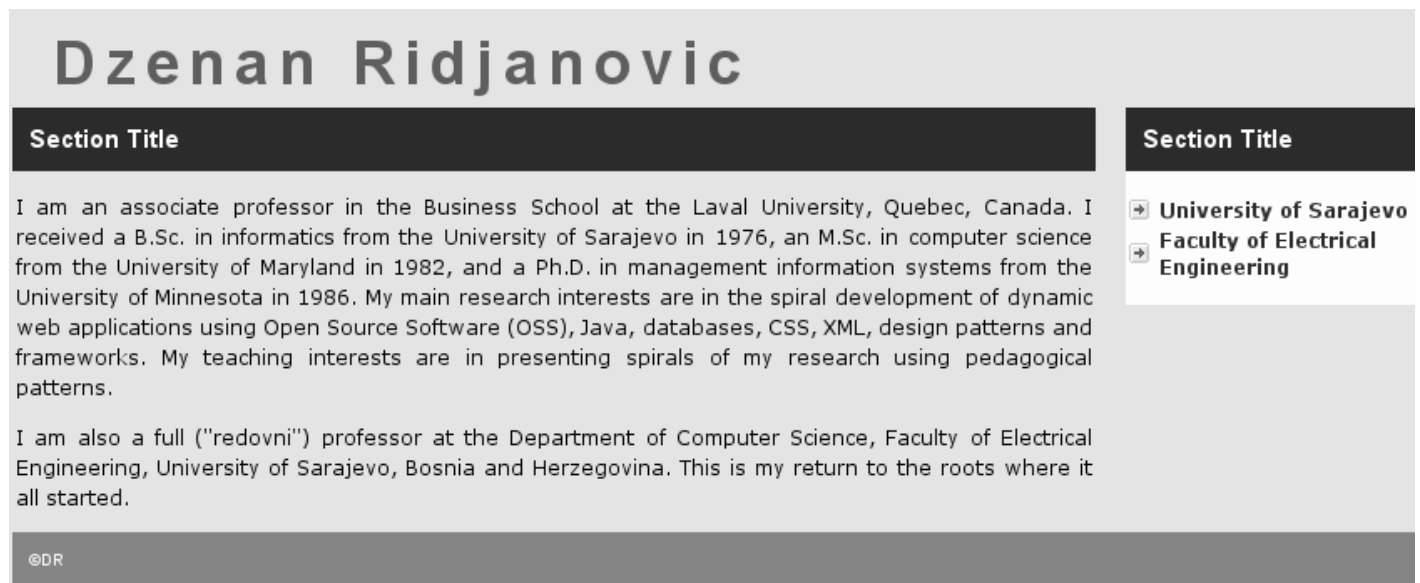 Dzenan Ridjanovic
Section Title
I am an associate professor in the Business School at the Laval University, Quebec, Canada. I
received a B.Sc. in informatics from the University of Sarajevo in 1976, an M.Sc. in computer science
from the University of Maryland in 1982, and a Ph.D. in management information systems from the
University of Minnesota in 1986. My main research interests are in the spiral development of dynamic
web applications using Open Source Software (OSS), Java, databases, CSS, XML, design patterns and
frameworks. My teaching interests are in presenting spirals of my research using pedagogical
patterns.
I am also a full ("redovni") professor at the Department of Computer Science, Faculty of Electrical
Engineering, University of Sarajevo, Bosnia and Herzegovina. This is my return to the roots where it
all started.
Section Title
University of Sarajevo
Faculty of Electrical
Engineering
©DR